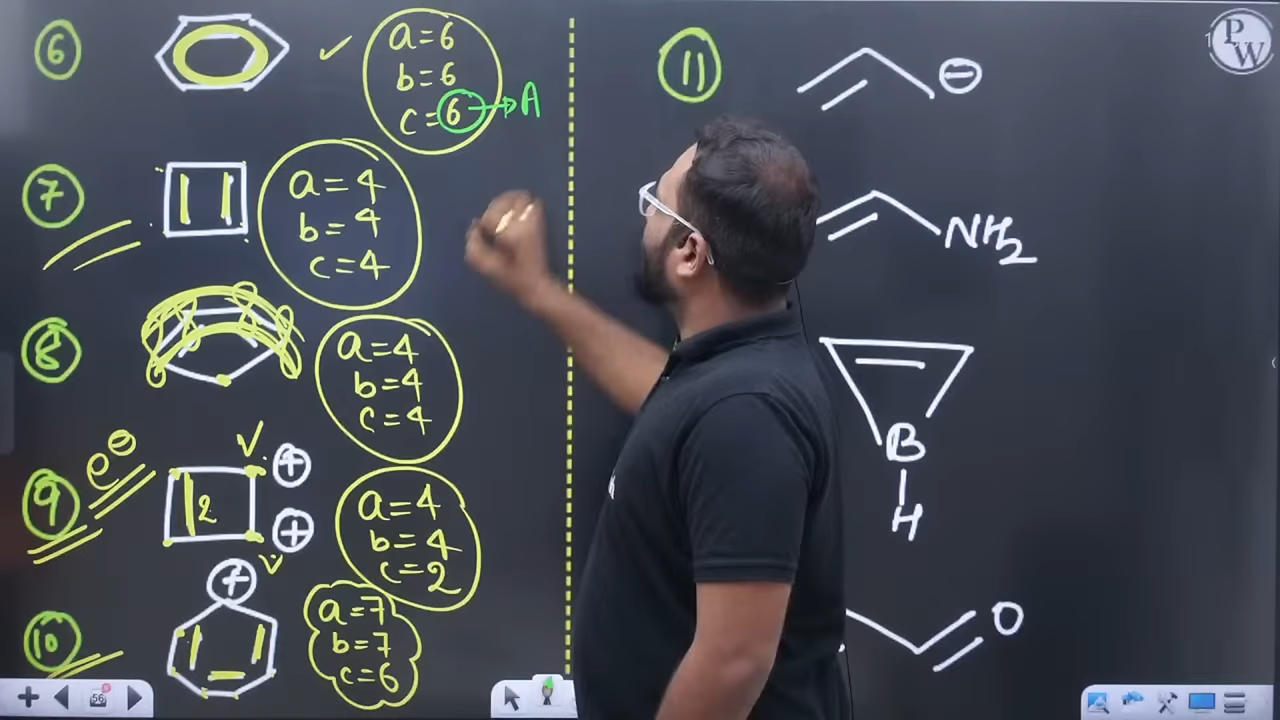 6
a=6
b=6
c=6→A
7
a=4
b=4
c=4
8
a=4
b=4
c=4
9
e⊖
2
⊕
⊕
a=4
b=4
c=2
10
⊕
a=7
b=7
c=6
11
⊖
NH2
B
H
O
PW
56